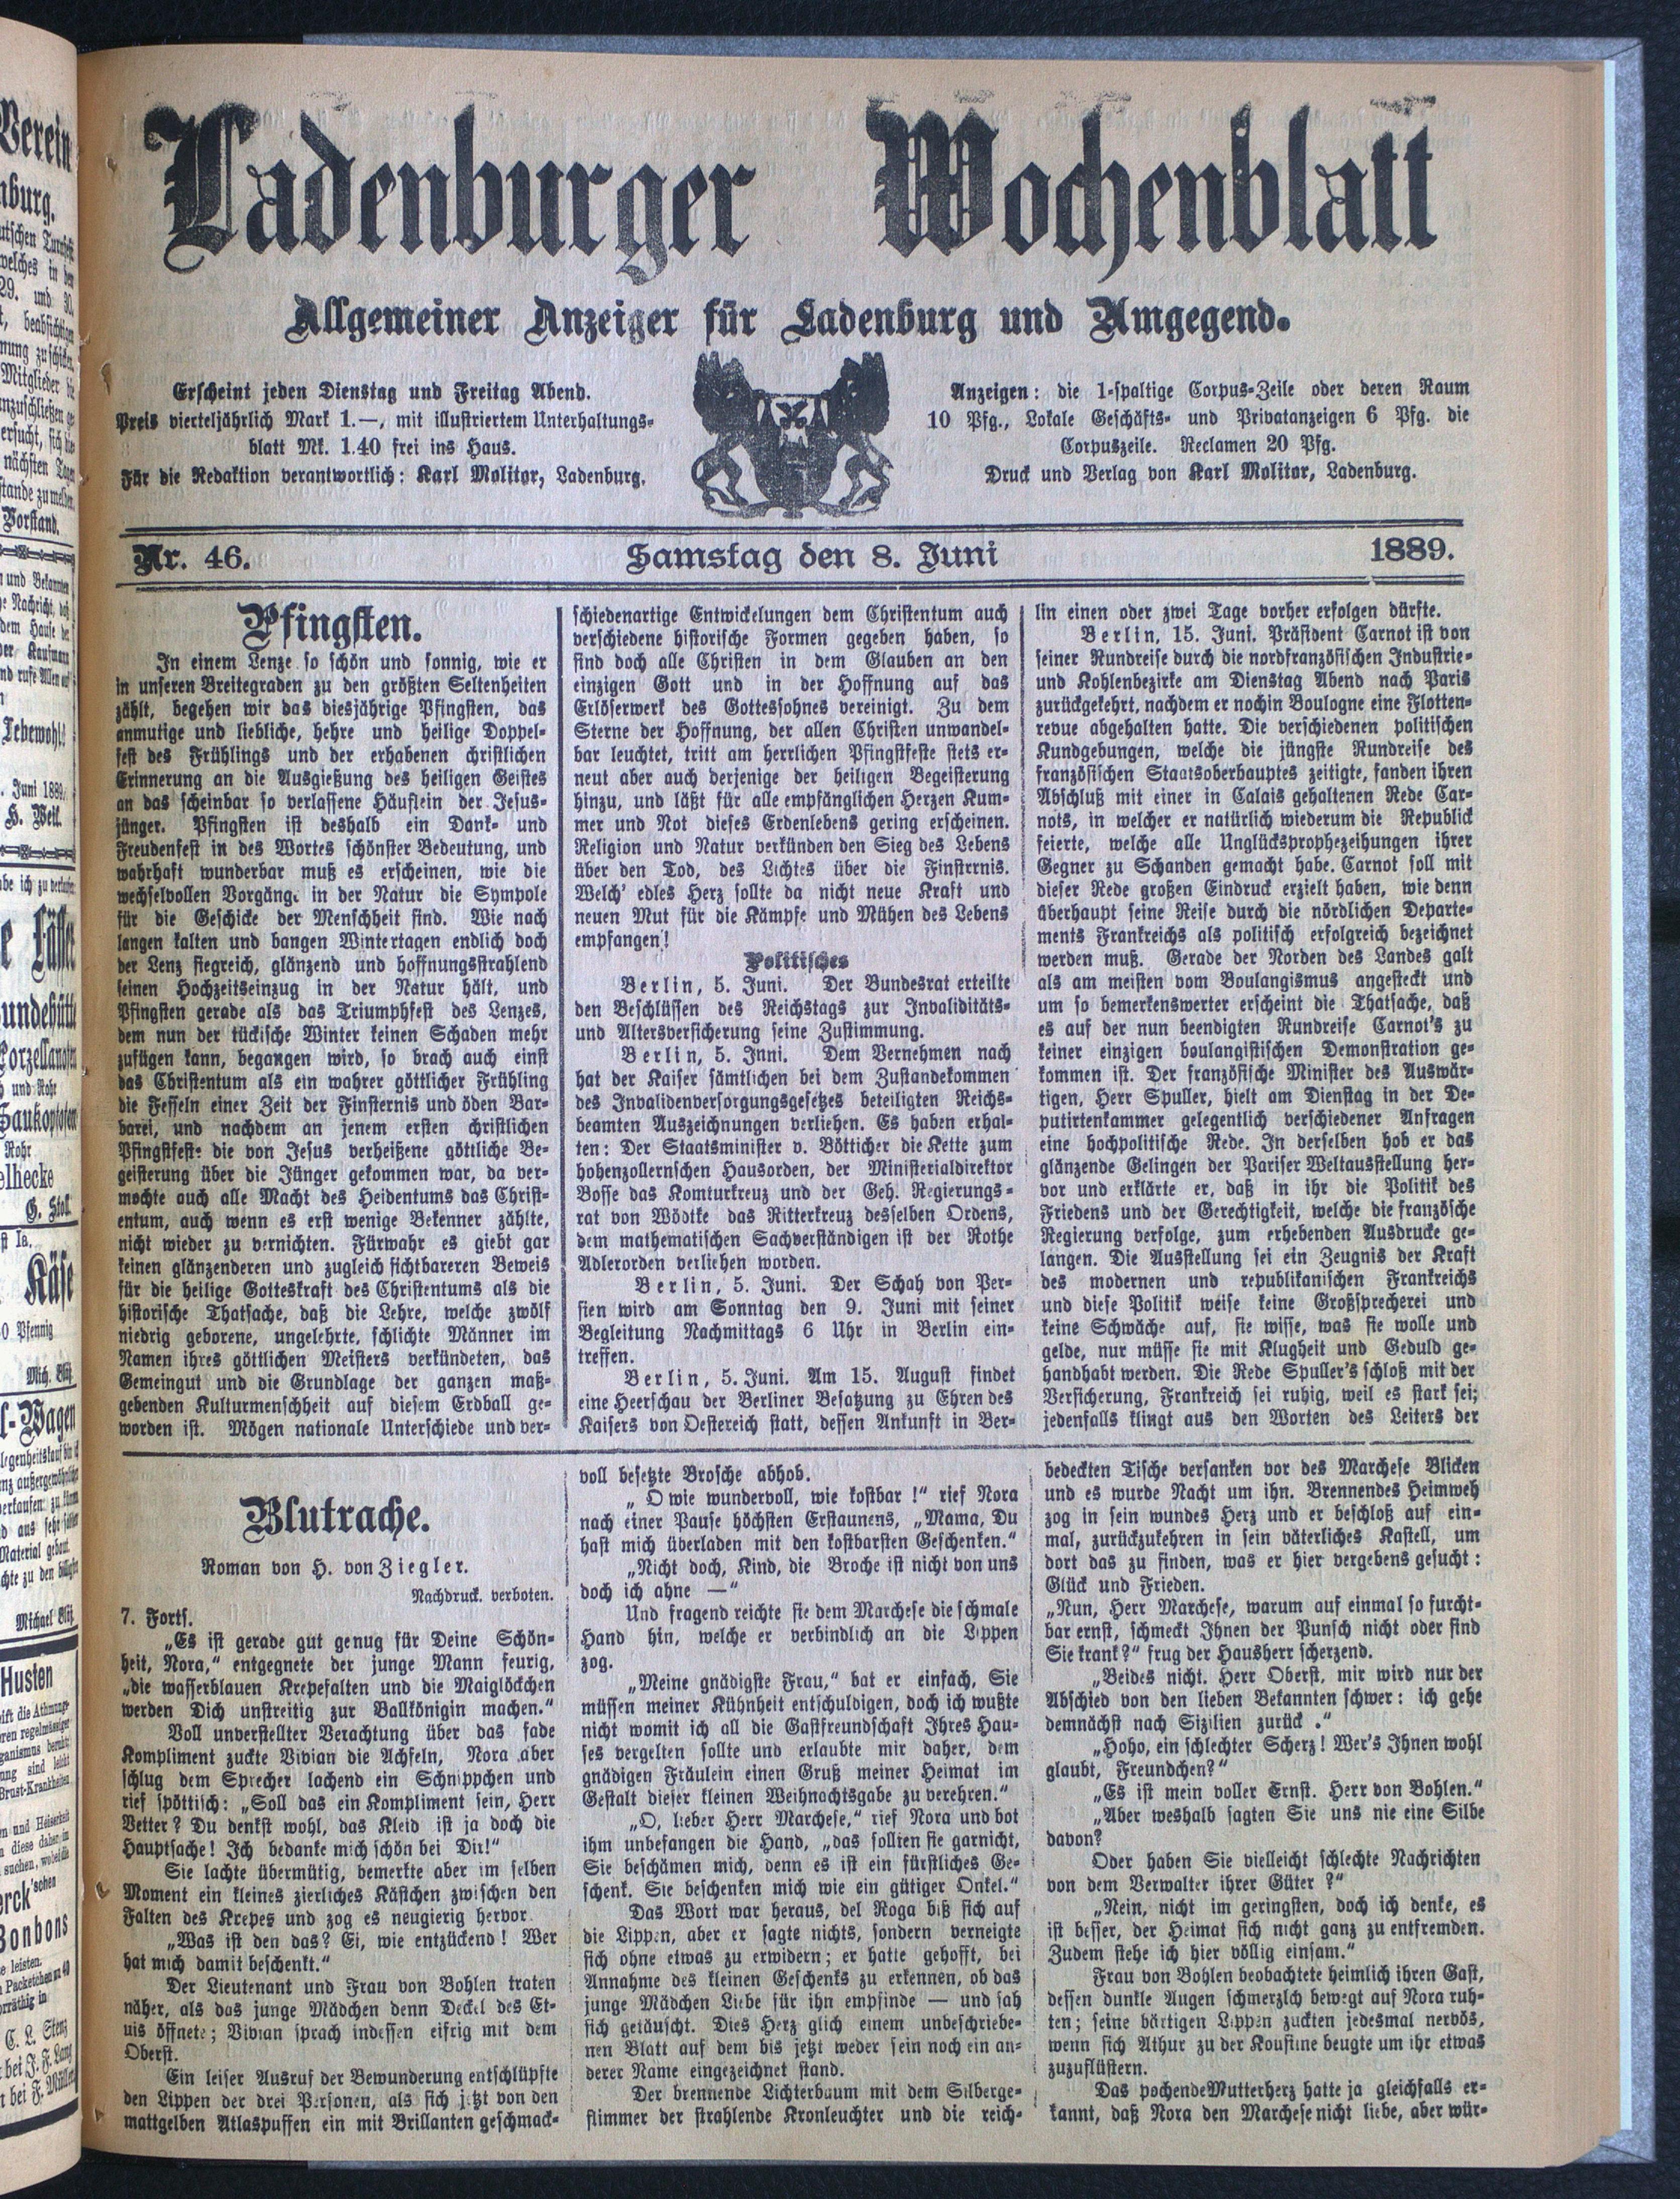 Ladenburger Wochenblatt
Allgemeiner Anzeiger für Ladenburg und Umgegend.
Erscheint jeden Dienstag und Freitag Abend.
Preis vierteljährlich Mark 1.—, mit illustriertem Unterhaltungs-
blatt Mk. 1.40 frei ins Haus.
Für die Redaktion verantwortlich: Karl Molitor, Ladenburg.
Anzeigen: die 1-spaltige Corpus-Zeile oder deren Raum
10 Pfg., Lokale Geschäfts- und Privatanzeigen 6 Pfg. die
Corpuszeile. Reclamen 20 Pfg.
Druck und Verlag von Karl Molitor, Ladenburg.
Nr. 46. Samstag den 8. Juni 1889.
Pfingsten.
In einem Lenze so schön und sonnig, wie er
in unseren Breitegraden zu den größten Seltenheiten
zählt, begehen wir das diesjährige Pfingsten, das
anmutige und liebliche, hehre und heilige Doppel-
fest des Frühlings und der erhabenen christlichen
Erinnerung an die Ausgießung des heiligen Geistes
an das scheinbar so verlassene Häuflein der Jesus-
jünger. Pfingsten ist deshalb ein Dank- und
Freudenfest in des Wortes schönster Bedeutung, und
wahrhaft wunderbar muß es erscheinen, wie die
wechselvollen Vorgänge in der Natur die Sympole
für die Geschicke der Menschheit sind. Wie nach
langen kalten und bangen Wintertagen endlich doch
der Lenz siegreich, glänzend und hoffnungsstrahlend
seinen Hochzeitseinzug in der Natur hält, und
Pfingsten gerade als das Triumphfest des Lenzes,
dem nun der tückische Winter keinen Schaden mehr
zufügen kann, begangen wird, so brach auch einst
das Christentum als ein wahrer göttlicher Frühling
die Fesseln einer Zeit der Finsternis und öden Bar-
barei, und nachdem an jenem ersten christlichen
Pfingstfeste die von Jesus verheißene göttliche Be-
geisterung über die Jünger gekommen war, da ver-
mochte auch alle Macht des Heidentums das Christ-
entum, auch wenn es erst wenige Bekenner zählte,
nicht wieder zu vernichten. Fürwahr es giebt gar
keinen glänzenderen und zugleich sichtbareren Beweis
für die heilige Gotteskraft des Christentums als die
historische Thatsache, daß die Lehre, welche zwölf
niedrig geborene, ungelehrte, schlichte Männer im
Namen ihres göttlichen Meisters verkündeten, das
Gemeingut und die Grundlage der ganzen maß-
gebenden Kulturmenschheit auf diesem Erdball ge-
worden ist. Mögen nationale Unterschiede und ver-
schiedenartige Entwickelungen dem Christentum auch
verschiedene historische Formen gegeben haben, so
sind doch alle Christen in dem Glauben an den
einzigen Gott und in der Hoffnung auf das
Erlöserwerk des Gottessohnes vereinigt. Zu dem
Sterne der Hoffnung, der allen Christen unwandel-
bar leuchtet, tritt am herrlichen Pfingstfeste stets er-
neut aber auch derjenige der heiligen Begeisterung
hinzu, und läßt für alle empfänglichen Herzen Kum-
mer und Not dieses Erdenlebens gering erscheinen.
Religion und Natur verkünden den Sieg des Lebens
über den Tod, des Lichtes über die Finstrrnis.
Welch' edles Herz sollte da nicht neue Kraft und
neuen Mut für die Kämpfe und Mühen des Lebens
empfangen!
Politisches
Berlin, 5. Juni. Der Bundesrat erteilte
den Beschlüssen des Reichstags zur Invaliditäts-
und Altersversicherung seine Zustimmung.
Berlin, 5. Inni. Dem Vernehmen nach
hat der Kaiser sämtlichen bei dem Zustandekommen
des Invalidenversorgungsgesetzes beteiligten Reichs-
beamten Auszeichnungen verliehen. Es haben erhal-
ten: Der Staatsminister v. Bötticher die Kette zum
hohenzollernschen Hausorden, der Ministerialdirektor
Bosse das Komturkreuz und der Geh. Regierungs-
rat von Wödtke das Ritterkreuz desselben Ordens,
dem mathematischen Sachverständigen ist der Rothe
Adlerorden verliehen worden.
Berlin, 5. Juni. Der Schah von Per-
sien wird am Sonntag den 9. Juni mit seiner
Begleitung Nachmittags 6 Uhr in Berlin ein-
treffen.
Berlin, 5. Juni. Am 15. August findet
eine Heerschau der Berliner Besatzung zu Ehren des
Kaisers von Oestereich statt, dessen Ankunft in Ber-
lin einen oder zwei Tage vorher erfolgen dürfte.
Berlin, 15. Juni. Präsident Carnot ist von
seiner Rundreise durch die nordfranzösischen Industrie-
und Kohlenbezirke am Dienstag Abend nach Paris
zurückgekehrt, nachdem er noch in Boulogne eine Flotten-
revue abgehalten hatte. Die verschiedenen politischen
Kundgebungen, welche die jüngste Rundreise des
französischen Staatsoberbauptes zeitigte, fanden ihren
Abschluß mit einer in Calais gehaltenen Rede Car-
nots, in welcher er natürlich wiederum die Republick
feierte, welche alle Unglücksprophezeihungen ihrer
Gegner zu Schanden gemacht habe. Carnot soll mit
dieser Rede großen Eindruck erzielt haben, wie denn
überhaupt seine Reise durch die nördlichen Departe-
ments Frankreichs als politisch erfolgreich bezeichnet
werden muß. Gerade der Norden des Landes galt
als am meisten vom Boulangismus angesteckt und
um so bemerkenswerter erscheint die Thatsache, daß
es auf der nun beendigten Rundreise Carnot's zu
keiner einzigen boulangistischen Demonstration ge-
kommen ist. Der französische Minister des Auswär-
tigen, Herr Spuller, hielt am Dienstag in der De-
putirtenkammer gelegentlich verschiedener Anfragen
eine hochpolitische Rede. In derselben hob er das
glänzende Gelingen der Pariser Weltausstellung her-
vor und erklärte er, daß in ihr die Politik des
Friedens und der Gerechtigkeit, welche die französche
Regierung verfolge, zum erhebenden Ausdrucke ge-
langen. Die Ausstellung sei ein Zeugnis der Kraft
des modernen und republikanischen Frankreichs
und diese Politik weise keine Großsprecherei und
keine Schwäche auf, sie wisse, was sie wolle und
gelde, nur müsse sie mit Klugheit und Geduld ge-
handhabt werden. Die Rede Spuller's schloß mit der
Versicherung, Frankreich sei ruhig, weil es stark sei;
jedenfalls klingt aus den Worten des Leiters der
Blutrache.
Roman von H. von Ziegler.
Nachdruck. verboten.
7. Forts.
„Es ist gerade gut genug für Deine Schön-
heit, Nora,“ entgegnete der junge Mann feurig,
„die wasserblauen Krepefalten und die Maiglöckchen
werden Dich unstreitig zur Ballkönigin machen.“
Voll unverstellter Verachtung über das fade
Kompliment zuckte Vivian die Achseln, Nora aber
schlug dem Sprecher lachend ein Schnippchen und
rief spöttisch: „Soll das ein Kompliment sein, Herr
Vetter? Du denkst wohl, das Kleid ist ja doch die
Hauptsache! Ich bedanke mich schön bei Dir!“
Sie lachte übermütig, bemerkte aber im selben
Moment ein kleines zierliches Kästchen zwischen den
Falten des Krepes und zog es neugierig hervor
„Was ist den das? Ei, wie entzückend! Wer
hat mich damit beschenkt.“
Der Lieutenant und Frau von Bohlen traten
näher, als das junge Mädchen denn Deckel des Et-
uis öffnete; Vivian sprach indessen eifrig mit dem
Oberst.
Ein leiser Ausruf der Bewunderung entschlüpfte
den Lippen der drei Personen, als sich jetzt von den
mattgelben Atlaspuffen ein mit Brillanten geschmack-
voll besetzte Brosche abhob.
„ O wie wundervoll, wie kostbar !“ rief Nora
nach einer Pause höchsten Erstaunens, „Mama, Du
hast mich überladen mit den kostbarsten Geschenken.“
„Nicht doch, Kind, die Broche ist nicht von uns
doch ich ahne —“
Und fragend reichte sie dem Marchese die schmale
Hand hin, welche er verbindlich an die Lippen
zog.
„Meine gnädigste Frau,“ bat er einfach, Sie
müssen meiner Kühnheit entschuldigen, doch ich wußte
nicht womit ich all die Gastfreundschaft Ihres Hau-
ses vergelten sollte und erlaubte mir daher, dem
gnädigen Fräulein einen Gruß meiner Heimat im
Gestalt dieser kleinen Weihnachtsgabe zu verehren.“
„O, lieber Herr Marchese,“ rief Nora und bot
ihm unbefangen die Hand, „das sollten sie garnicht,
Sie beschämen mich, denn es ist ein fürstliches Ge-
schenk. Sie beschenken mich wie ein gütiger Onkel.“
Das Wort war heraus, del Roga biß sich auf
die Lippen, aber er sagte nichts, sondern verneigte
sich ohne etwas zu erwidern; er hatte gehofft, bei
Annahme des kleinen Geschenks zu erkennen, ob das
junge Mädchen Liebe für ihn empfinde — und sah
sich getäuscht. Dies Herz glich einem unbeschriebe-
nen Blatt auf dem bis jetzt weder sein noch ein an-
derer Name eingezeichnet stand.
Der brennende Lichterbaum mit dem Silberge-
flimmer der strahlende Kronleuchter und die reich-
bedeckten Tische versanken vor des Marchese Blicken
und es wurde Nacht um ihn. Brennendes Heimweh
zog in sein wundes Herz und er beschloß auf ein-
mal, zurückzukehren in sein väterliches Kastell, um
dort das zu finden, was er hier vergebens gesucht:
Glück und Frieden.
„Nun, Herr Marchese, warum auf einmal so furcht-
bar ernst, schmeckt Ihnen der Punsch nicht oder sind
Sie krank?“ frug der Hausherr scherzend.
„Beides nicht. Herr Oberst, mir wird nur der
Abschied von den lieben Bekannten schwer: ich gehe
demnächst nach Sizilien zurück .“
„Hoho, ein schlechter Scherz! Wer's Ihnen wohl
glaubt, Freundchen?“
„Es ist mein voller Ernst. Herr von Bohlen.“
„Aber weshalb sagten Sie uns nie eine Silbe
davon?
Oder haben Sie vielleicht schlechte Nachrichten
von dem Verwalter ihrer Güter ?“
„Nein, nicht im geringsten, doch ich denke, es
ist besser, der Heimat sich nicht ganz zu entfremden.
Zudem stehe ich hier völlig einsam.“
Frau von Bohlen beobachtete heimlich ihren Gast,
dessen dunkle Augen schmerzlch bewegt auf Nora ruh-
ten; seine bärtigen Lippen zuckten jedesmal nervös,
wenn sich Athur zu der Kousine beugte um ihr etwas
zuzuflüstern.
Das pochende Mutterherz hatte ja gleichfalls er-
kannt, daß Nora den Marchese nicht liebe, aber wür-